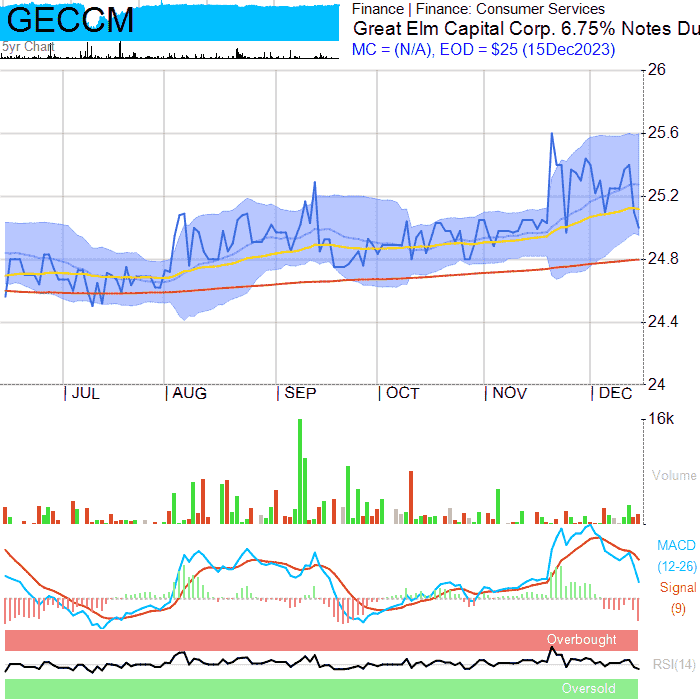 GECCM
5yr Chart
Finance | Finance: Consumer Services
Great Elm Capital Corp. 6.75% Notes Du
MC = (N/A), EOD = $25 (15Dec2023)
26
25.6
25.2
24.8
24.4
24
JUL AUG SEP OCT NOV DEC
16k
Volume
MACD
(12-26)
Signal
(9)
Overbought
RSI(14)
Oversold